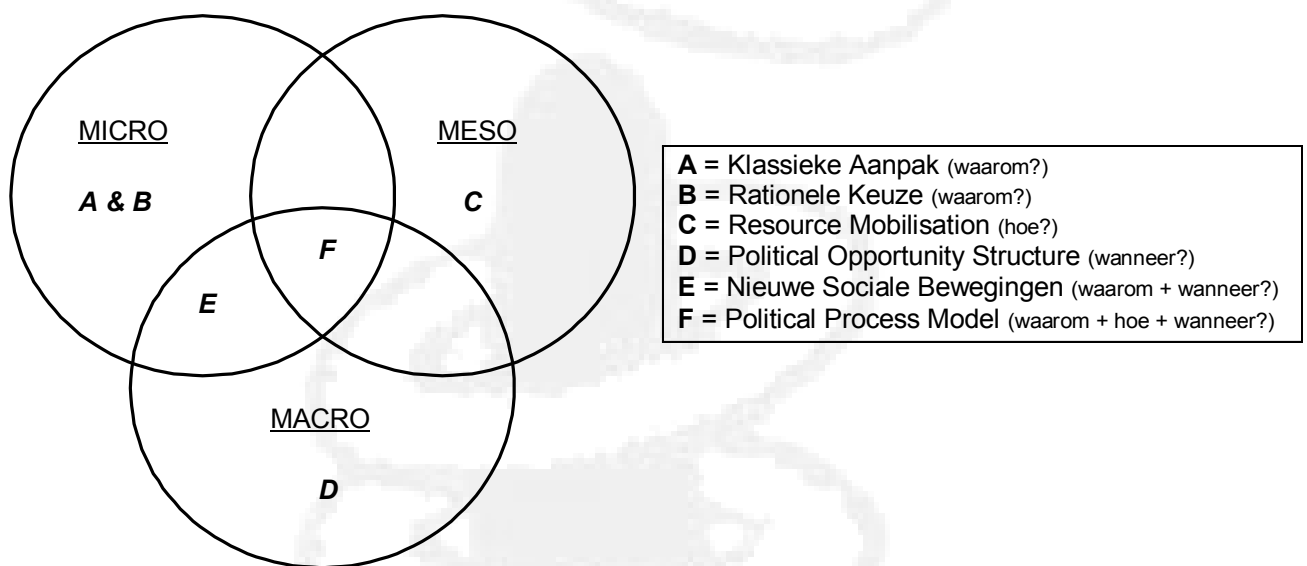 MICRO
MESO
A & B
C
F
E
MACRO
D
A = Klassieke Aanpak (waarom?)
B = Rationele Keuze (waarom?)
C = Resource Mobilisation (hoe?)
D = Political Opportunity Structure (wanneer?)
E = Nieuwe Sociale Bewegingen (waarom + wanneer?)
F = Political Process Model (waarom + hoe + wanneer?)